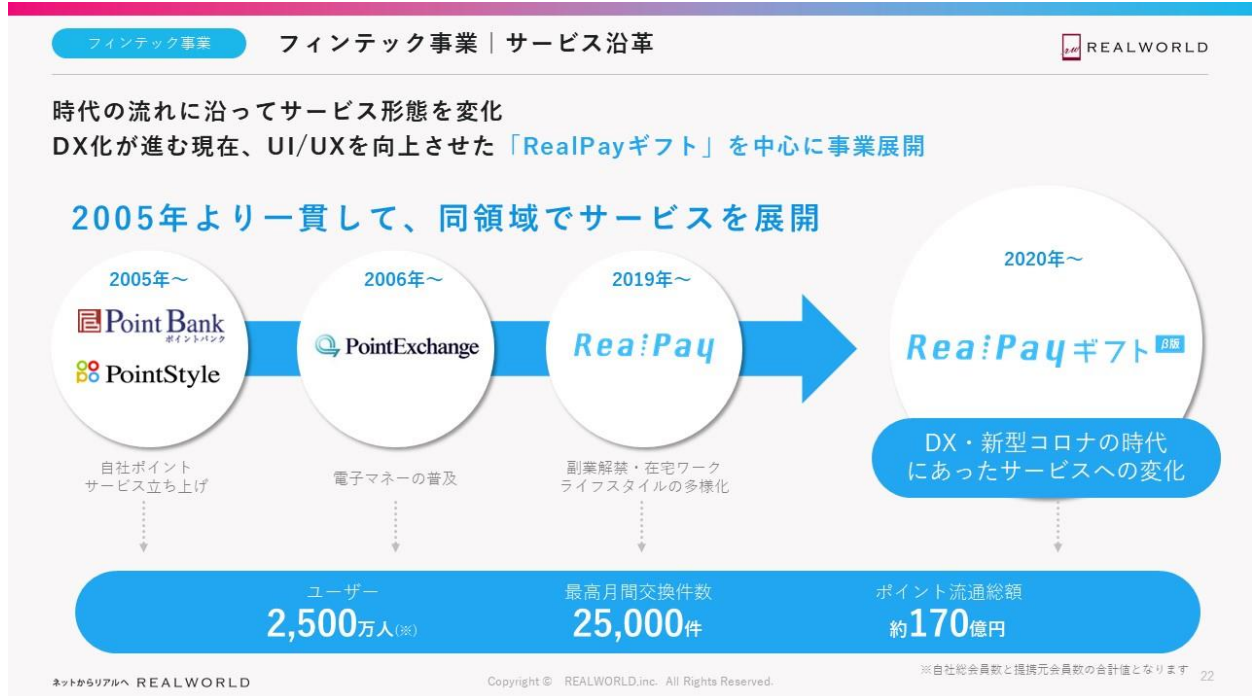 フィンテック事業
フィンテック事業｜サービス沿革
REALWORLD
時代の流れに沿ってサービス形態を変化
DX化が進む現在、UI/UXを向上させた「RealPayギフト」を中心に事業展開
2005年より一貫して、同領域でサービスを展開
2005年～
Point Bank
ポイントバンク
PointStyle
2006年～
PointExchange
2019年～
RealPay
2020年～
RealPayギフト β版
自社ポイント
サービス立ち上げ
電子マネーの普及
副業解禁・在宅ワーク
ライフスタイルの多様化
DX・新型コロナの時代
にあったサービスへの変化
ユーザー
2,500万人(※)
最高月間交換件数
25,000件
ポイント流通総額
約170億円
※自社総会員数と提携元会員数の合計値となります
ネットからリアルへ REALWORLD
Copyright © REALWORLD.inc. All Rights Reserved.
22